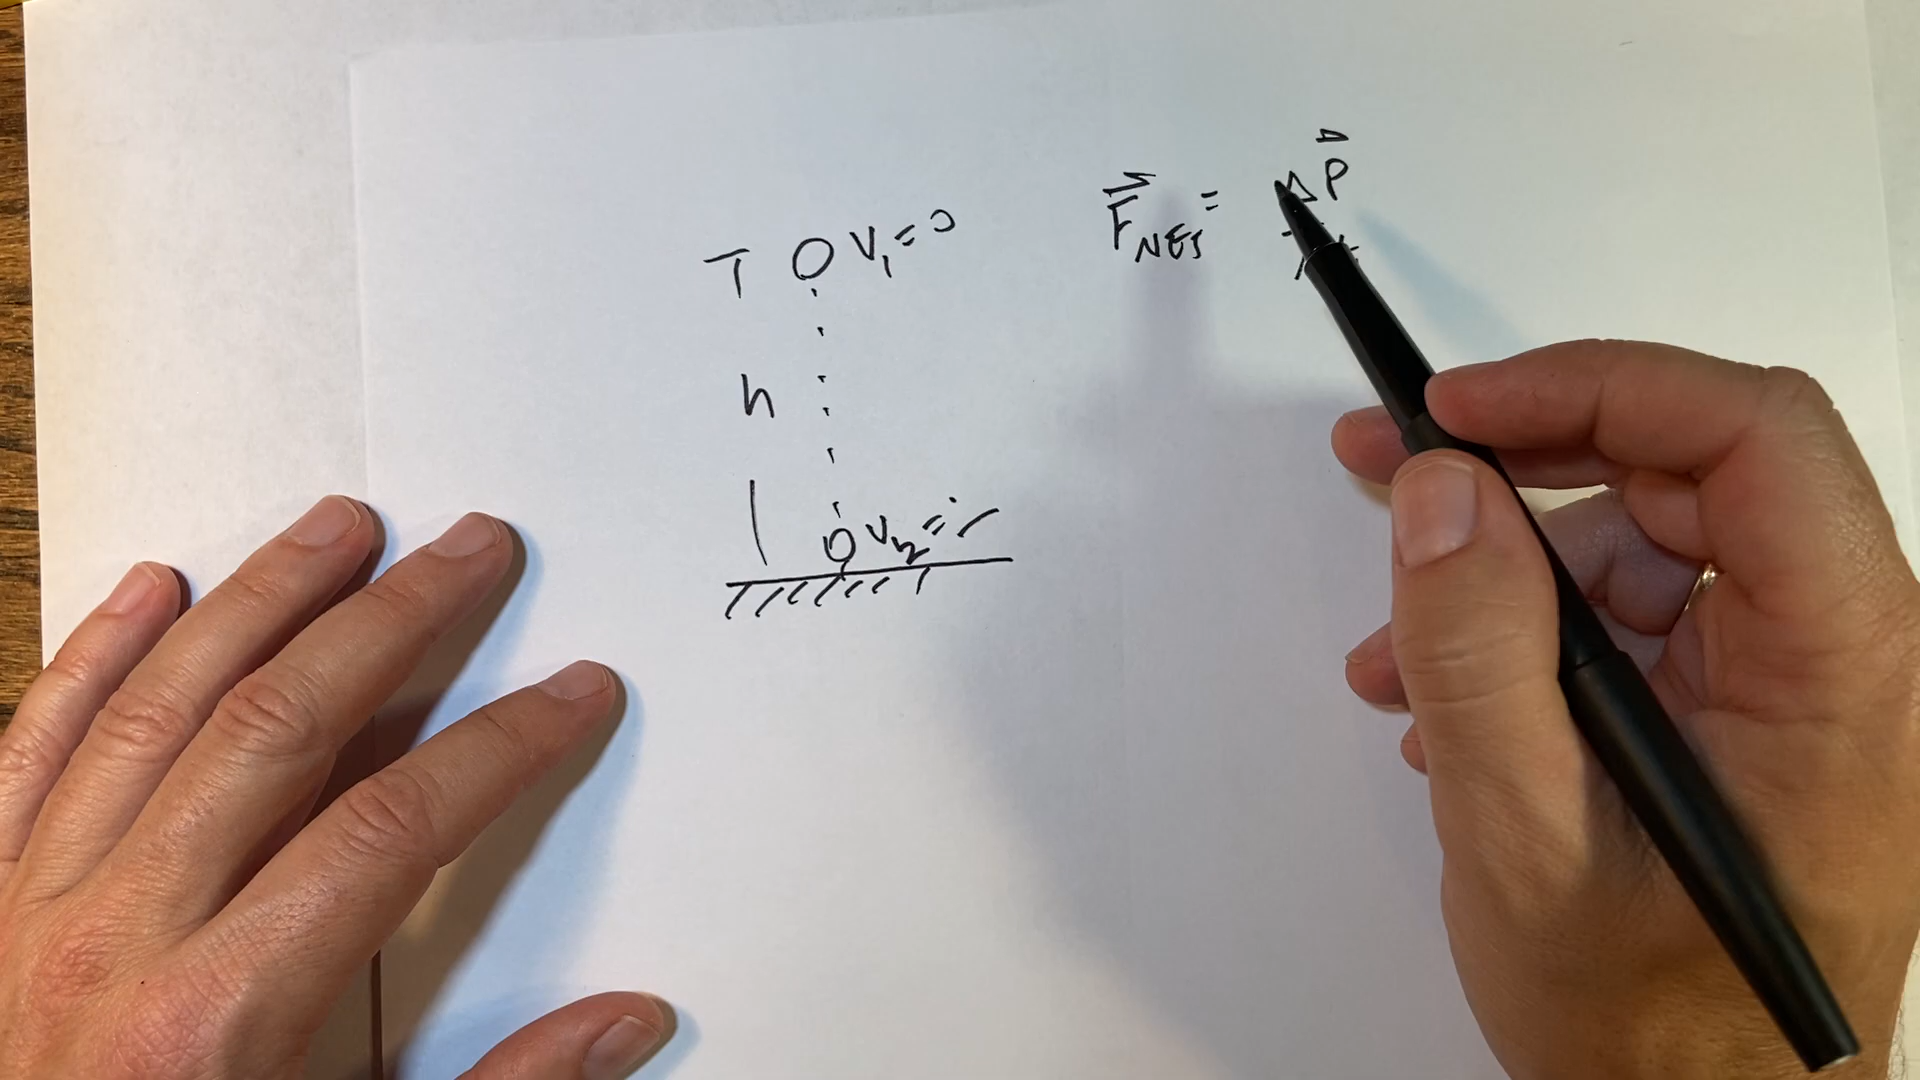 F⃗NET = ΔP⃗
v₁ = 0
h
v₂ =